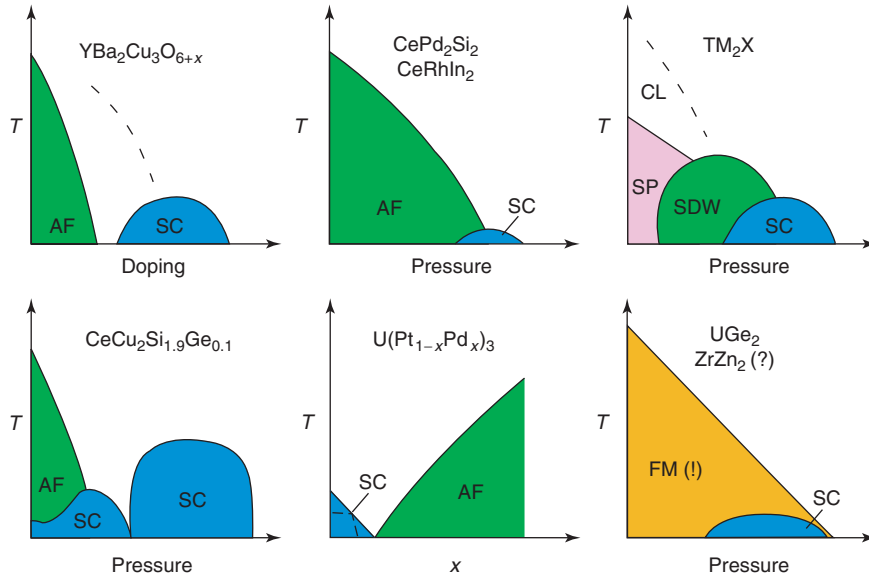 YBa₂Cu₃O₆₊ₓ
T
AF
SC
Doping
CePd₂Si₂
CeRhIn₂
T
AF
SC
Pressure
TM₂X
T
CL
SP
SDW
SC
Pressure
CeCu₂Si₁.₉Ge₀.₁
T
AF
SC
SC
Pressure
U(Pt₁₋ₓPdₓ)₃
T
SC
AF
x
UGe₂
ZrZn₂ (?)
T
FM (!)
SC
Pressure